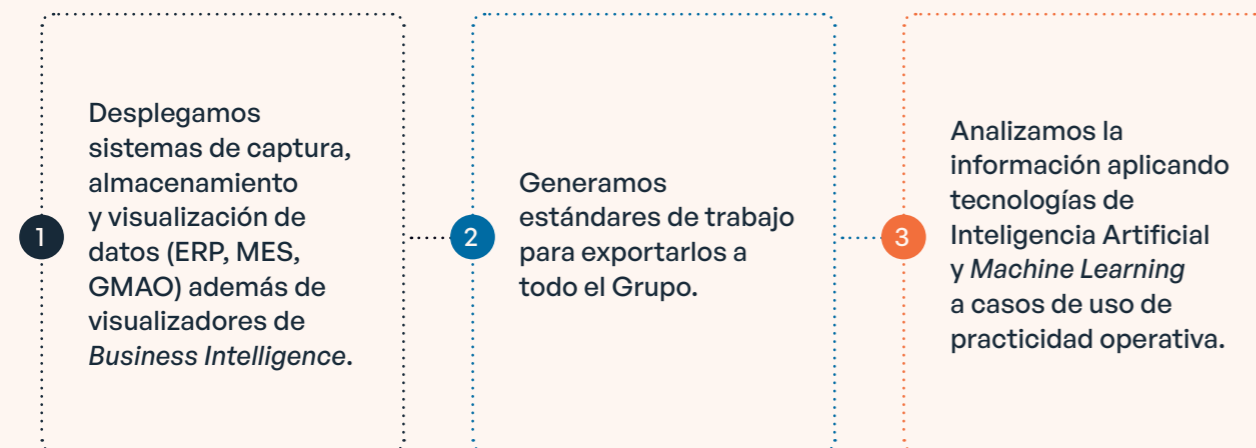 1
Desplegamos
sistemas de captura,
almacenamiento
y visualización de
datos (ERP, MES,
GMAO) además de
visualizadores de
Business Intelligence.
2
Generamos
estándares de trabajo
para exportarlos a
todo el Grupo.
3
Analizamos la
información aplicando
tecnologías de
Inteligencia Artificial
y Machine Learning
a casos de uso de
practicidad operativa.